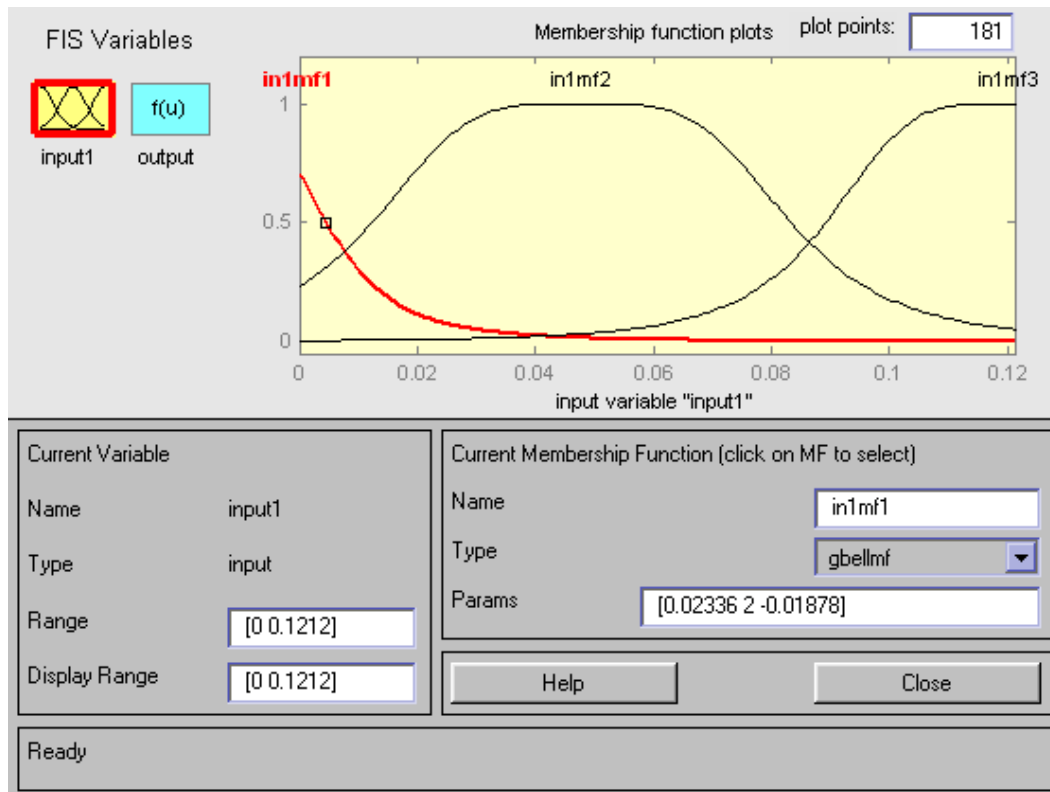 FIS Variables
f(u)
input1
output
Membership function plots
plot points:
181
in1mf1
in1mf2
in1mf3
1
0.5
0
0
0.02
0.04
0.06
0.08
0.1
0.12
input variable "input1"
Current Variable
Name
input1
Type
input
Range
[0 0.1212]
Display Range
[0 0.1212]
Current Membership Function (click on MF to select)
Name
in1mf1
Type
gbellmf
Params
[0.02336 2 -0.01878]
Help
Close
Ready